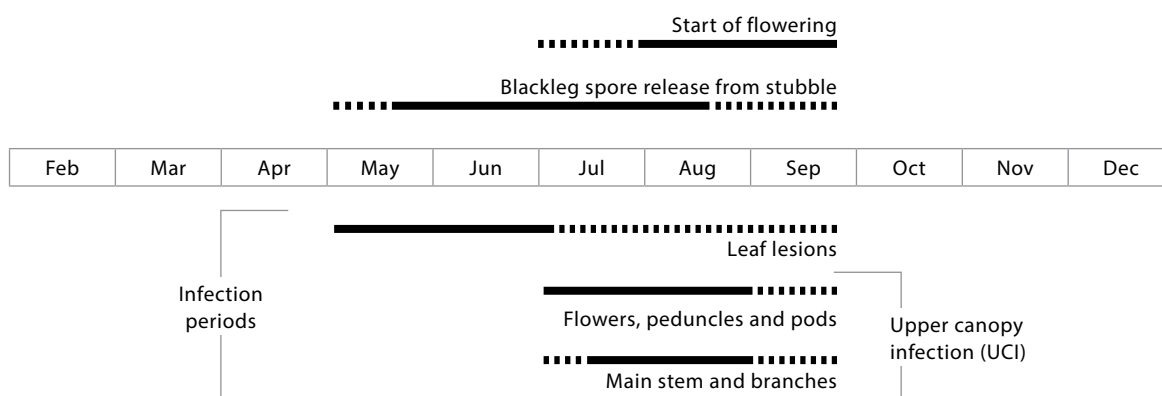 Start of flowering
Blackleg spore release from stubble
Feb Mar Apr May Jun Jul Aug Sep Oct Nov Dec
Leaf lesions
Infection
periods
Flowers, peduncles and pods
Upper canopy
infection (UCI)
Main stem and branches